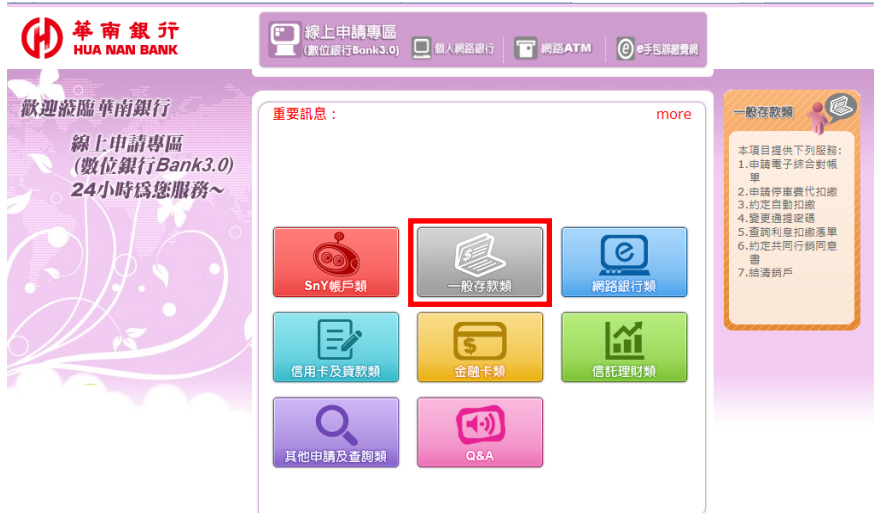 華南銀行
HUA NAN BANK
線上申請專區
(數位銀行Bank3.0)
個人網路銀行
網路ATM
e手包辦繳費網
歡迎蒞臨華南銀行
線上申請專區
(數位銀行Bank3.0)
24小時為您服務~
重要訊息：
more
SnY帳戶類
一般存款類
網路銀行類
信用卡及貸款類
金融卡類
信託理財類
其他申請及查詢類
Q&A
一般存款類
本項目提供下列服務:
1.申請電子綜合對帳
單
2.申請停車費代扣繳
3.約定自動扣繳
4.變更通提密碼
5.查詢利息扣繳憑單
6.約定共同行銷同意
書
7.結清銷戶